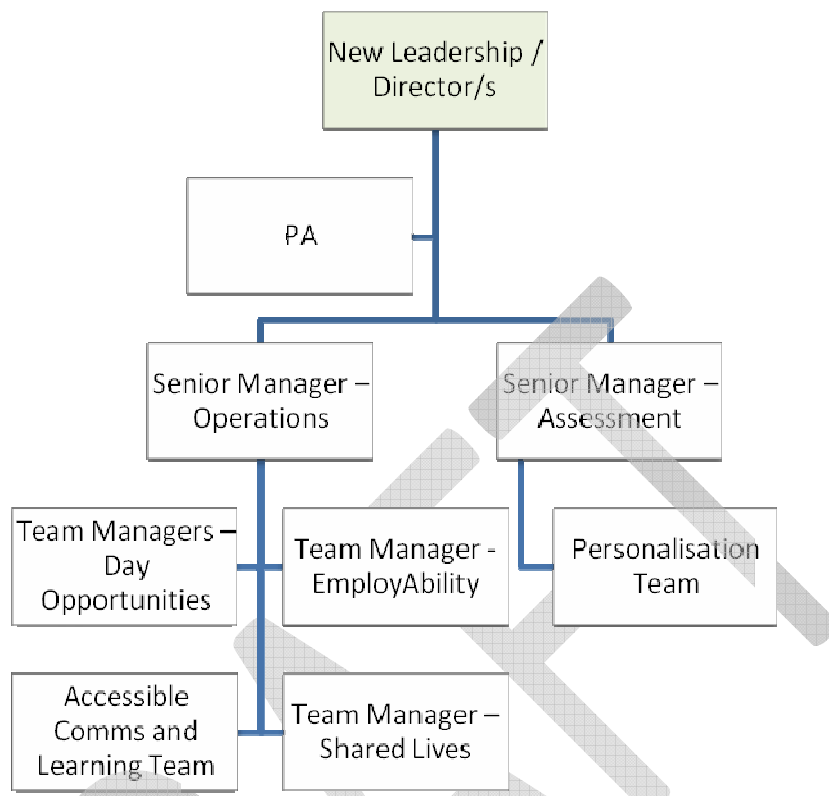 New Leadership /
Director/s
PA
Senior Manager –
Operations
Senior Manager –
Assessment
Team Managers –
Day
Opportunities
Team Manager -
EmployAbility
Personalisation
Team
Accessible
Comms and
Learning Team
Team Manager –
Shared Lives